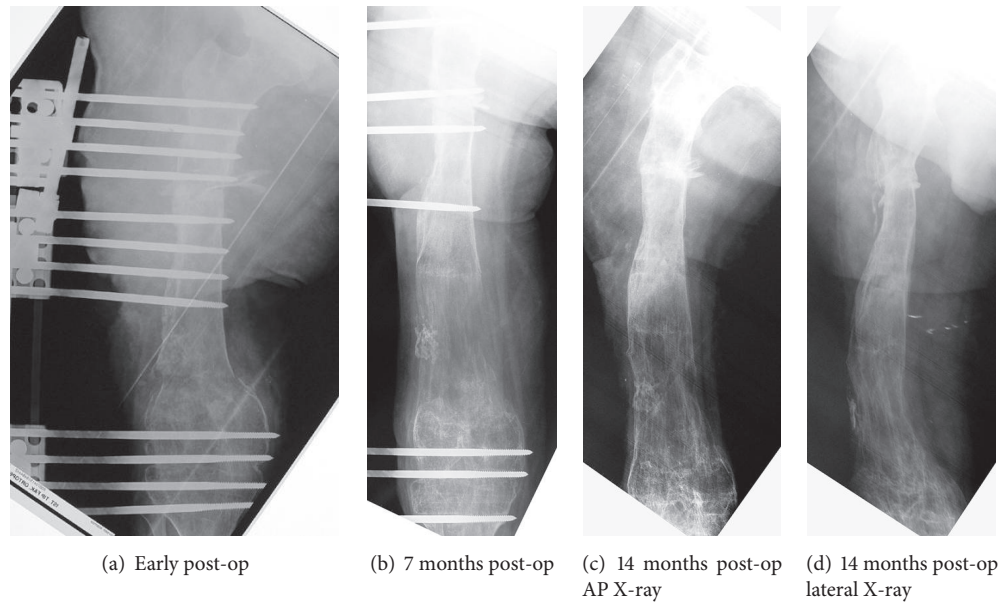 (a) Early post-op
(b) 7 months post-op
(c) 14 months post-op
AP X-ray
(d) 14 months post-op
lateral X-ray